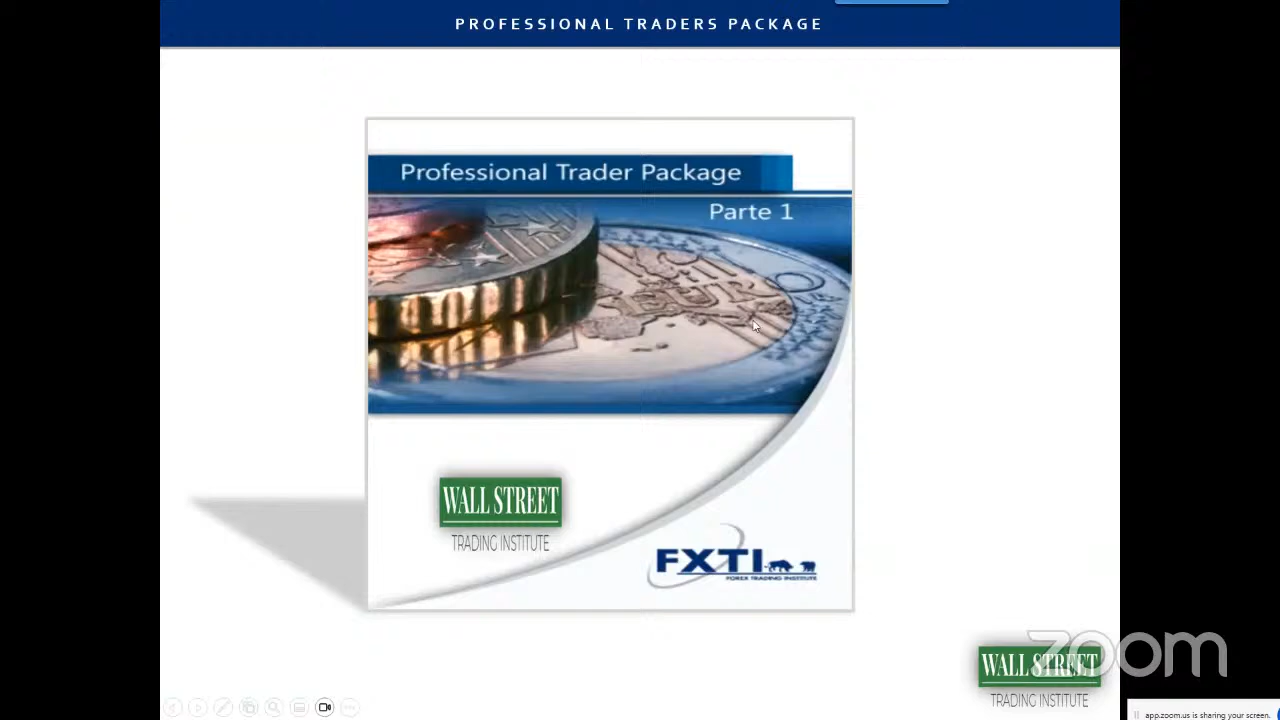 PROFESSIONAL TRADERS PACKAGE
Professional Trader Package
Parte 1
EURO
WALL STREET
TRADING INSTITUTE
FXTI
FOREX TRADING INSTITUTE
zoom
WALL STREET
TRADING INSTITUTE
app.zoom.us is sharing your screen.